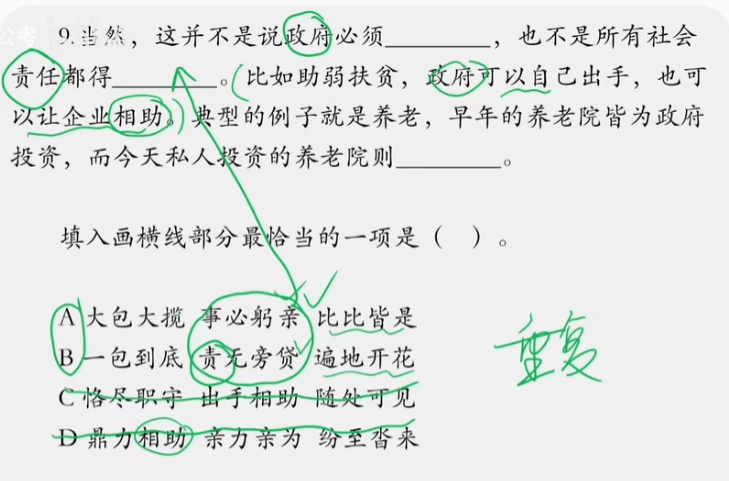 公考
9.当然，这并不是说政府必须________，也不是所有社会
责任都得________。（比如助弱扶贫，政府可以自己出手，也可
以让企业相助。）典型的例子就是养老，早年的养老院皆为政府
投资，而今天私人投资的养老院则________。
填入画横线部分最恰当的一项是（ ）。
A 大包大揽 事必躬亲 比比皆是
B 一包到底 责无旁贷 遍地开花
C 恪尽职守 出手相助 随处可见
D 鼎力相助 亲力亲为 纷至沓来
重复